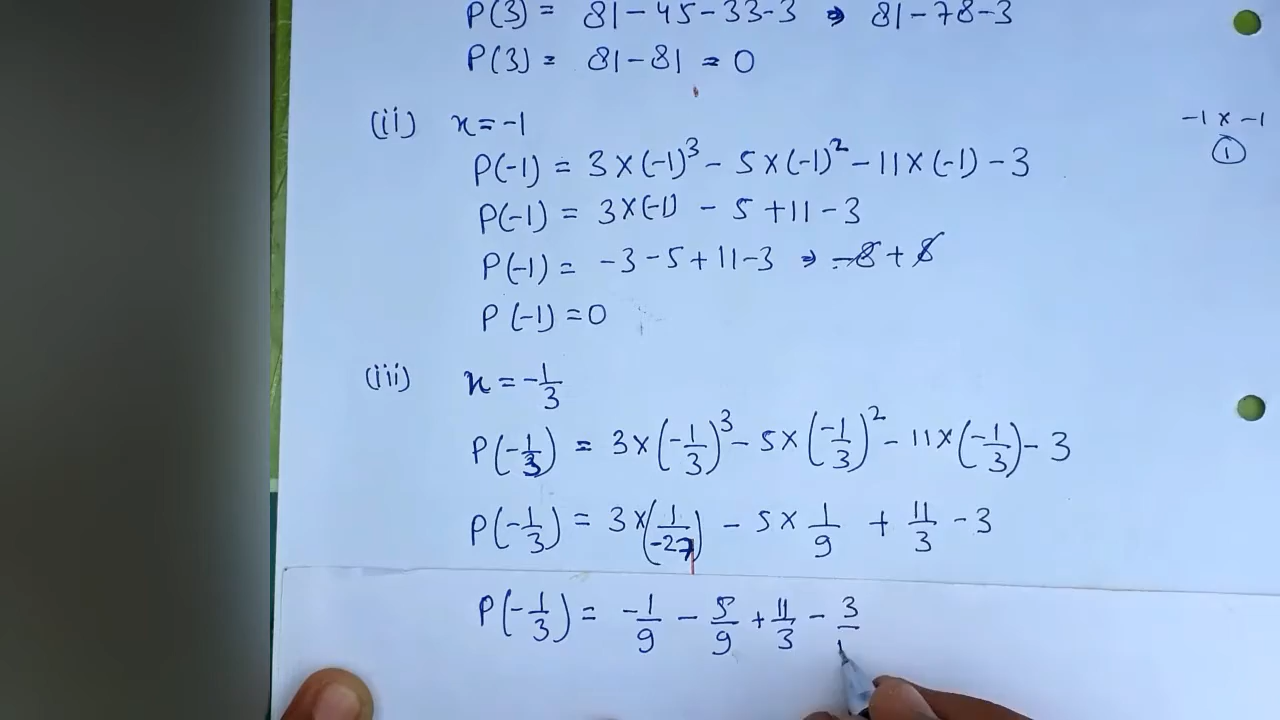 P(3) = 81-45-33-3 ⇒ 81-78-3
P(3) = 81-81 = 0
(ii) x=-1
-1 x -1
1
P(-1) = 3×(-1)³ - 5×(-1)² - 11×(-1) - 3
P(-1) = 3×(-1) - 5 + 11 - 3
P(-1) = -3-5+11-3 ⇒ -8+8
P(-1) = 0
(iii) x = -1/3
P(-1/3) = 3×(-1/3)³ - 5×(-1/3)² - 11×(-1/3) - 3
P(-1/3) = 3×(1/-27) - 5×1/9 + 11/3 - 3
P(-1/3) = -1/9 - 5/9 + 11/3 - 3/